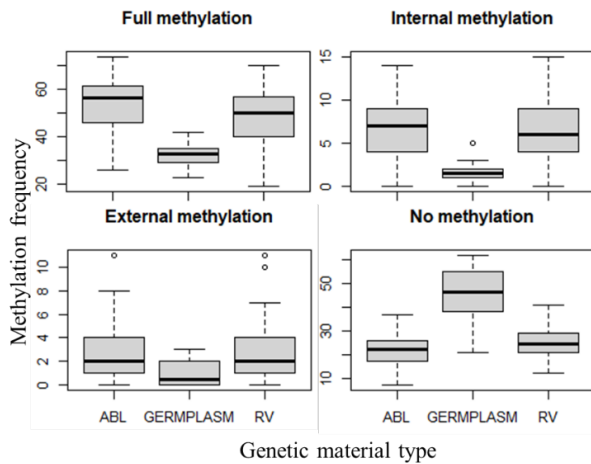 Full methylation
Internal methylation
60
40
20
15
10
5
0
External methylation
No methylation
10
8
6
4
2
0
50
30
10
Methylation frequency
ABL GERMPLASM RV
ABL GERMPLASM RV
Genetic material type